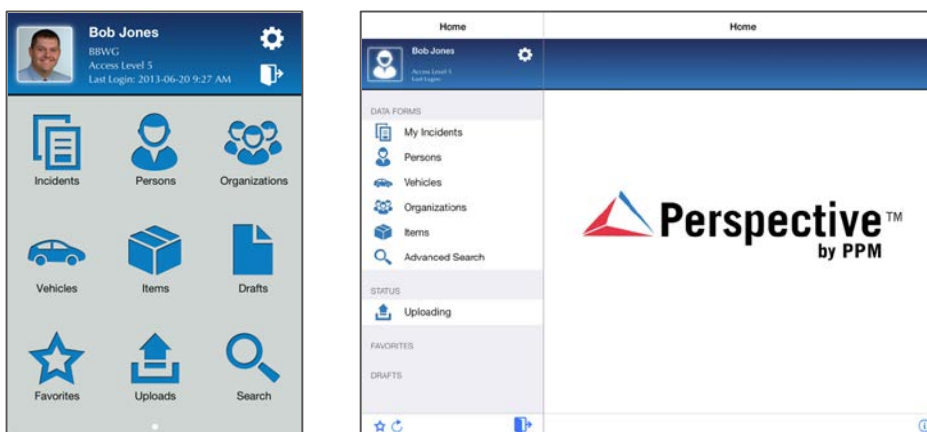 Bob Jones
BBWG
Access Level 5
Last Login: 2013-06-20 9:27 AM
Incidents
Persons
Organizations
Vehicles
Items
Drafts
Favorites
Uploads
Search
Home
Bob Jones
Access Level 5
Last Login:
DATA FORMS
My Incidents
Persons
Vehicles
Organizations
Items
Advanced Search
STATUS
Uploading
FAVORITES
DRAFTS
Home
Perspective™
by PPM